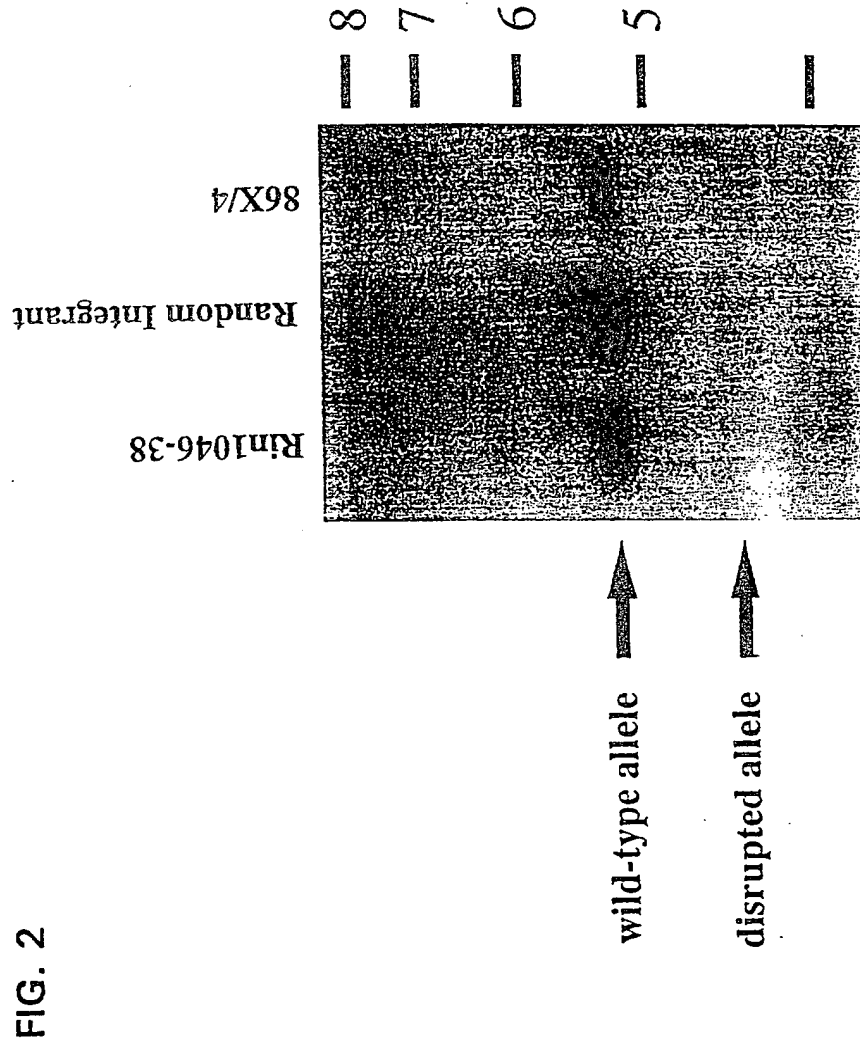 FIG. 2
Rin1046-38
Random Integrant
86X/4
8
7
6
5
wild-type allele
disrupted allele